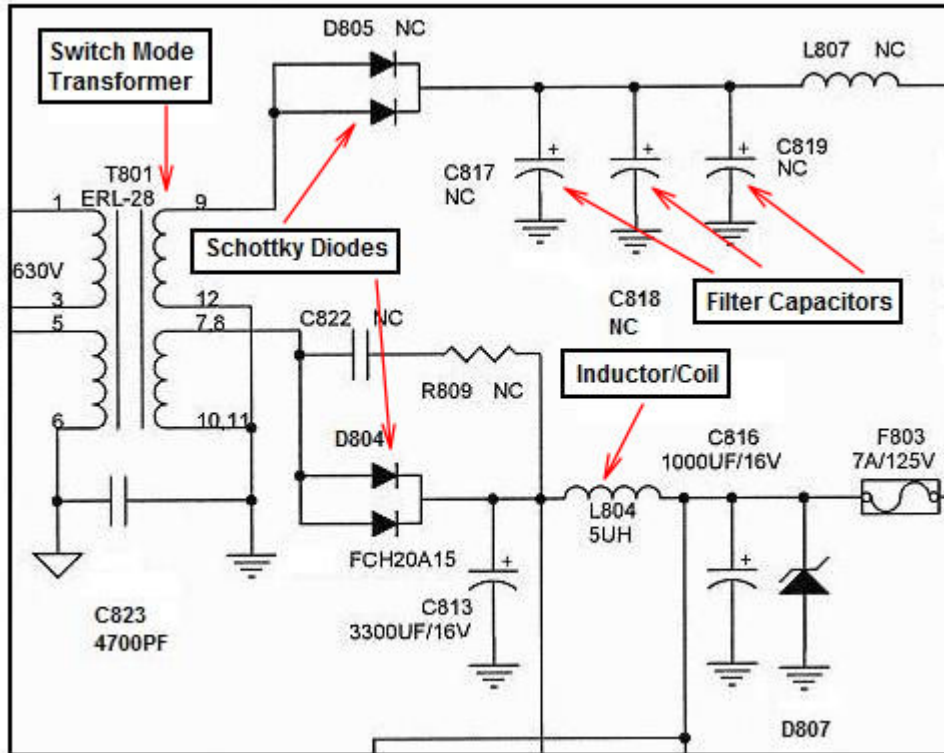 D805 NC
L807 NC
Switch Mode
Transformer
C817
NC
C819
NC
T801
ERL-28
1
9
Schottky Diodes
630V
3
12
5
7,8
C822 NC
C818
NC
Filter Capacitors
R809 NC
Inductor/Coil
6
10,11
D804
C816
1000UF/16V
F803
7A/125V
L804
5UH
FCH20A15
C823
4700PF
C813
3300UF/16V
D807